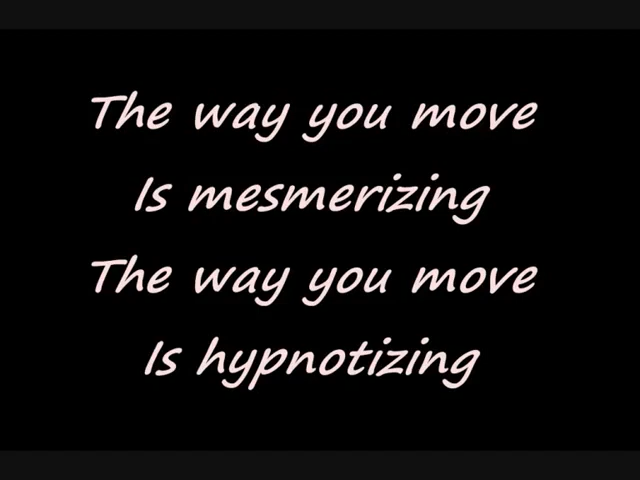 The way you move
Is mesmerizing
The way you move
Is hypnotizing